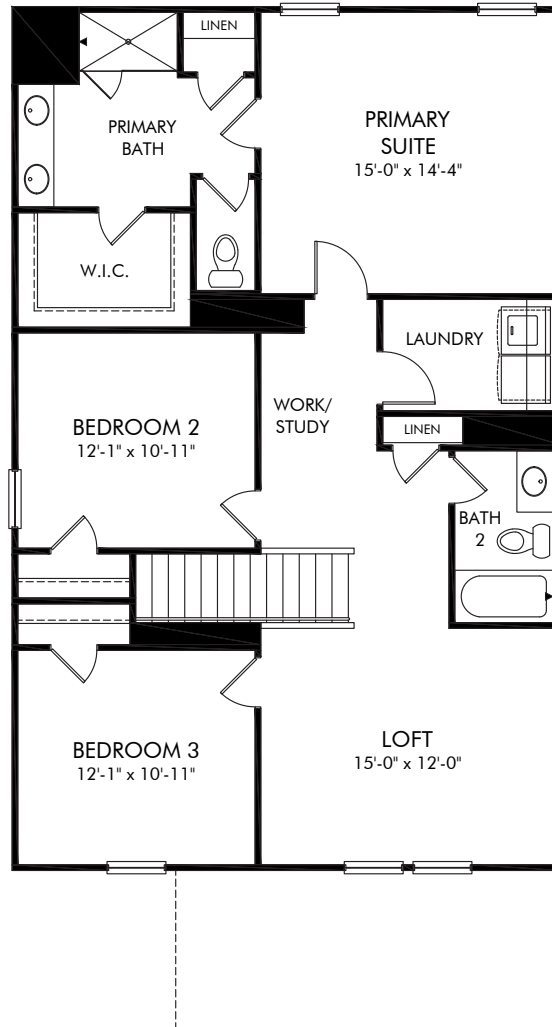 LINEN
PRIMARY
BATH
PRIMARY
SUITE
15'-0" x 14'-4"
W.I.C.
LAUNDRY
WORK/
STUDY
LINEN
BEDROOM 2
12'-1" x 10'-11"
BATH
2
BEDROOM 3
12'-1" x 10'-11"
LOFT
15'-0" x 12'-0"